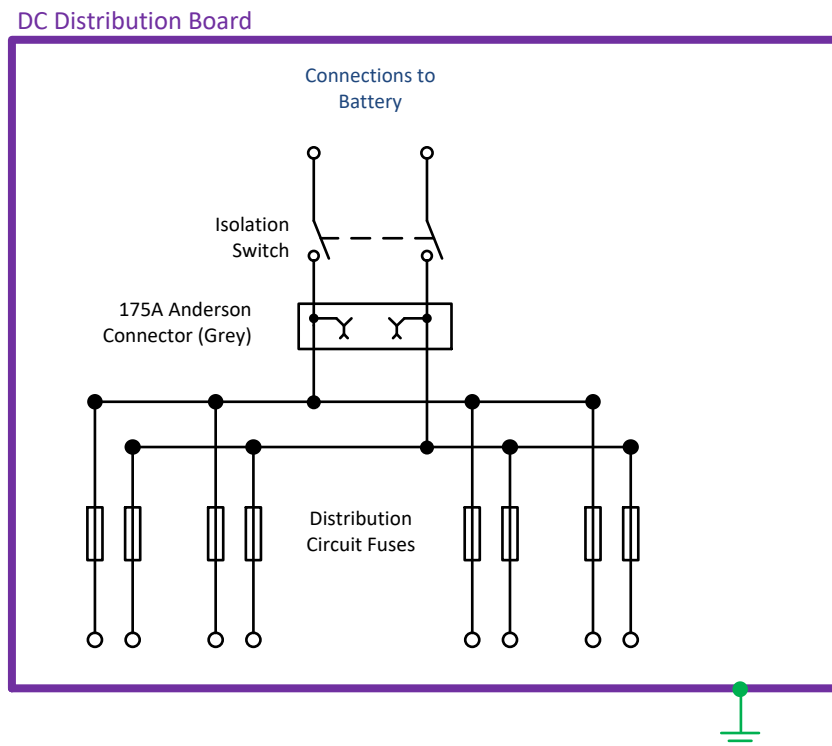 DC Distribution Board
Connections to
Battery
Isolation
Switch
175A Anderson
Connector (Grey)
Distribution
Circuit Fuses